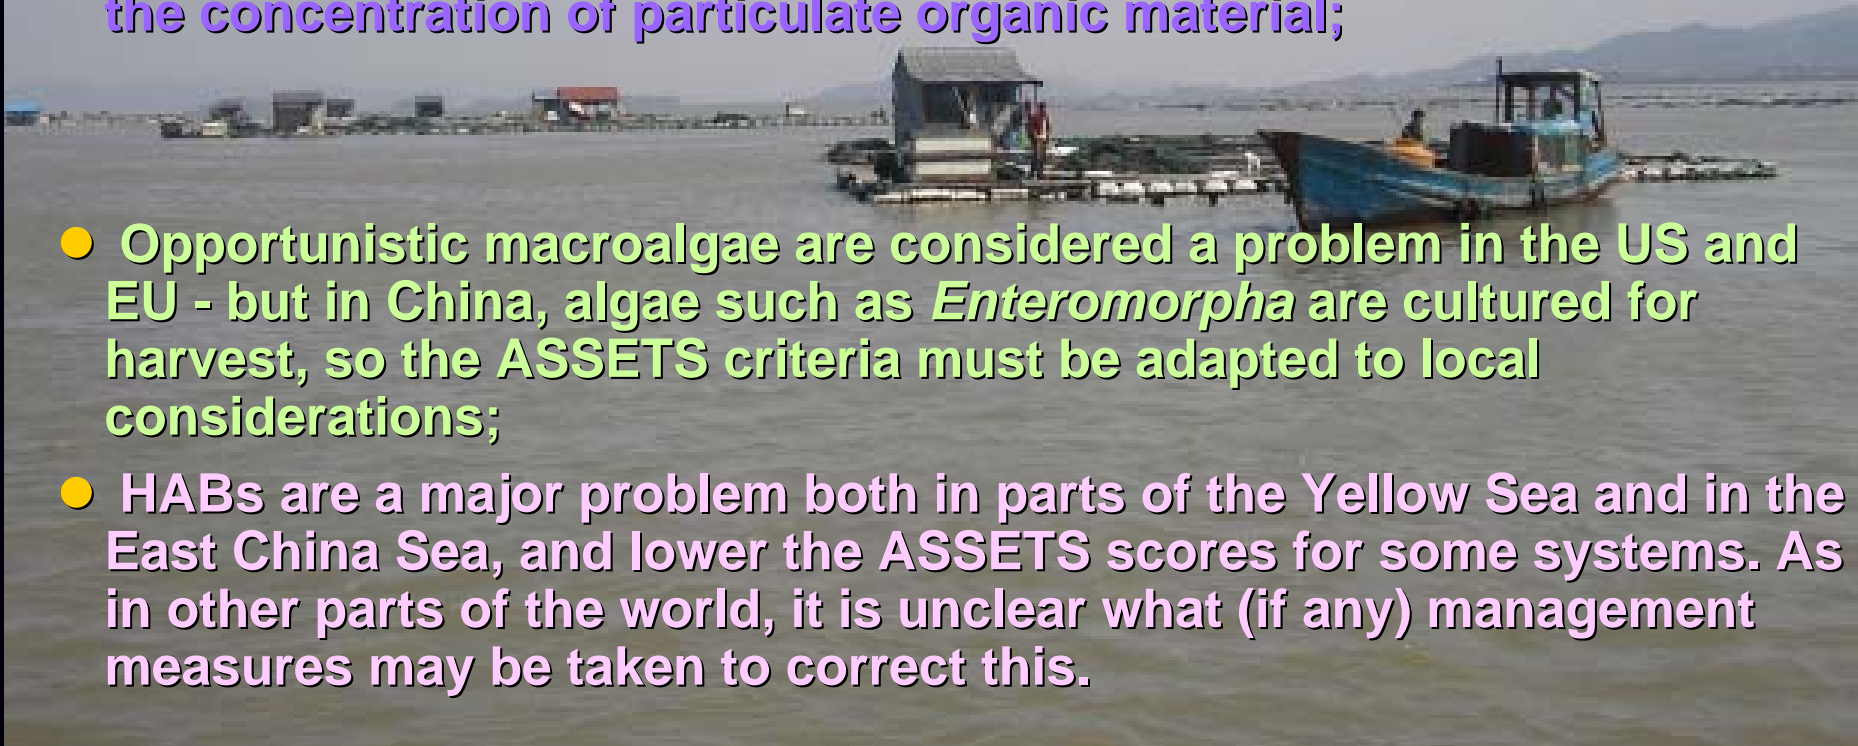 the concentration of particulate organic material;
● Opportunistic macroalgae are considered a problem in the US and
EU - but in China, algae such as Enteromorpha are cultured for
harvest, so the ASSETS criteria must be adapted to local
considerations;
● HABs are a major problem both in parts of the Yellow Sea and in the
East China Sea, and lower the ASSETS scores for some systems. As
in other parts of the world, it is unclear what (if any) management
measures may be taken to correct this.